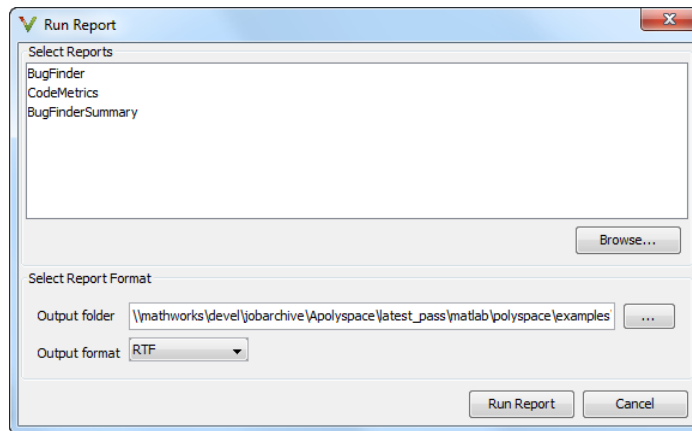 Run Report
Select Reports
BugFinder
CodeMetrics
BugFinderSummary
Browse...
Select Report Format
Output folder \\mathworks\devel\jobarchive\Apolyspace\latest_pass\matlab\polyspace\examples\ ...
Output format RTF
Run Report Cancel